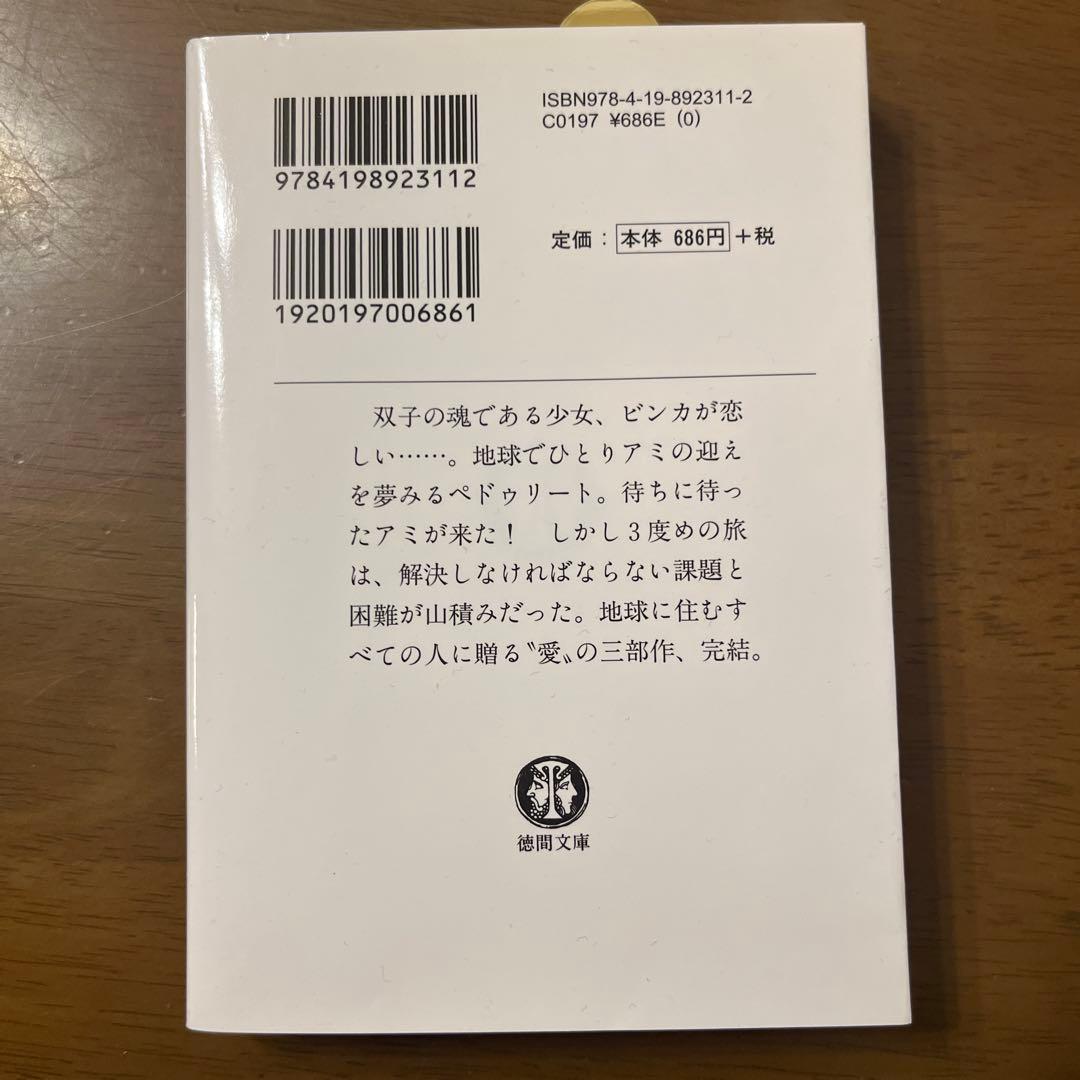 ISBN978-4-19-892311-2
C0197 ¥686E (0)
9784198923112
定価：本体 686円＋税
1920197006861
双子の魂である少女、ビンカが恋
しい……。地球でひとりアミの迎え
を夢みるペドゥリート。待ちに待っ
たアミが来た！　しかし３度めの旅
は、解決しなければならない課題と
困難が山積みだった。地球に住むす
べての人に贈る〝愛〟の三部作、完結。
徳間文庫